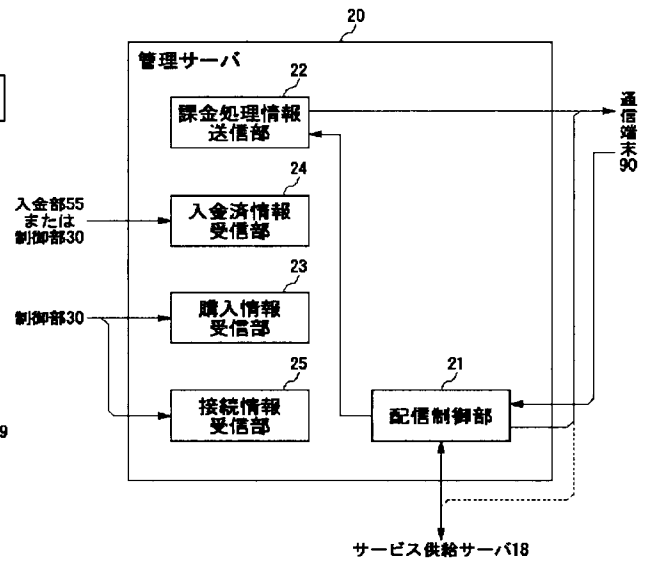 20
管理サーバ
22
課金処理情報
送信部
通信端末90
24
入金部55
または
制御部30
入金済情報
受信部
23
制御部30
購入情報
受信部
25
接続情報
受信部
21
配信制御部
9
サービス供給サーバ18